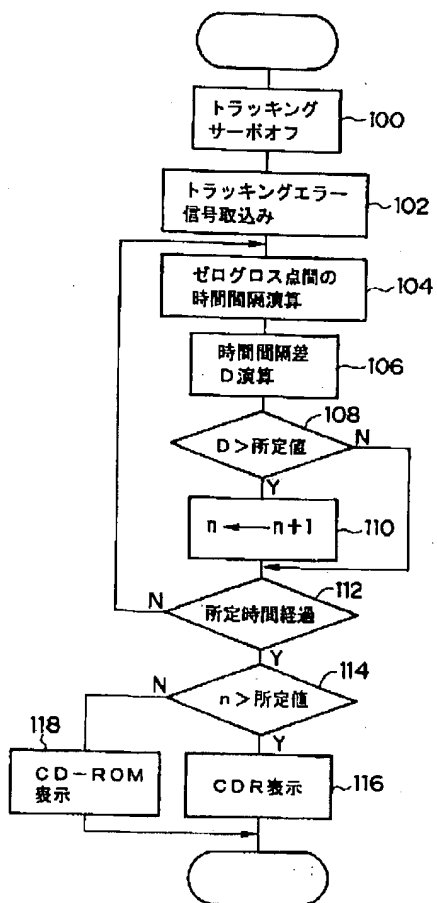 トラッキング
サーボオフ
100
トラッキングエラー
信号取込み
102
ゼログロス点間の
時間間隔演算
104
時間間隔差
D演算
106
108
D>所定値
N
Y
n ← n+1
110
112
N
所定時間経過
Y
114
N
n>所定値
118
Y
CD-ROM
表示
CDR表示
116